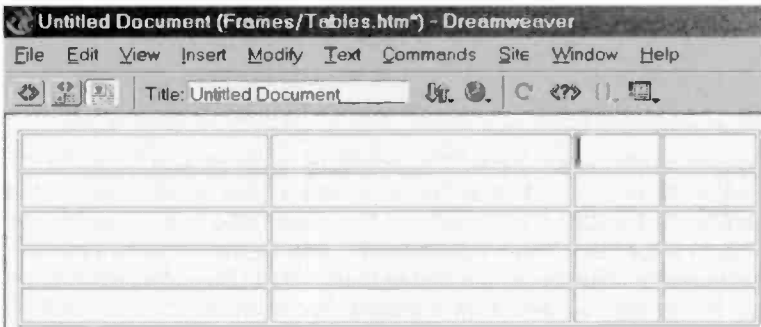 Untitled Document (Frames/Tables.htm*) - Dreamweaver
File Edit View Insert Modify Text Commands Site Window Help
Title: Untitled Document